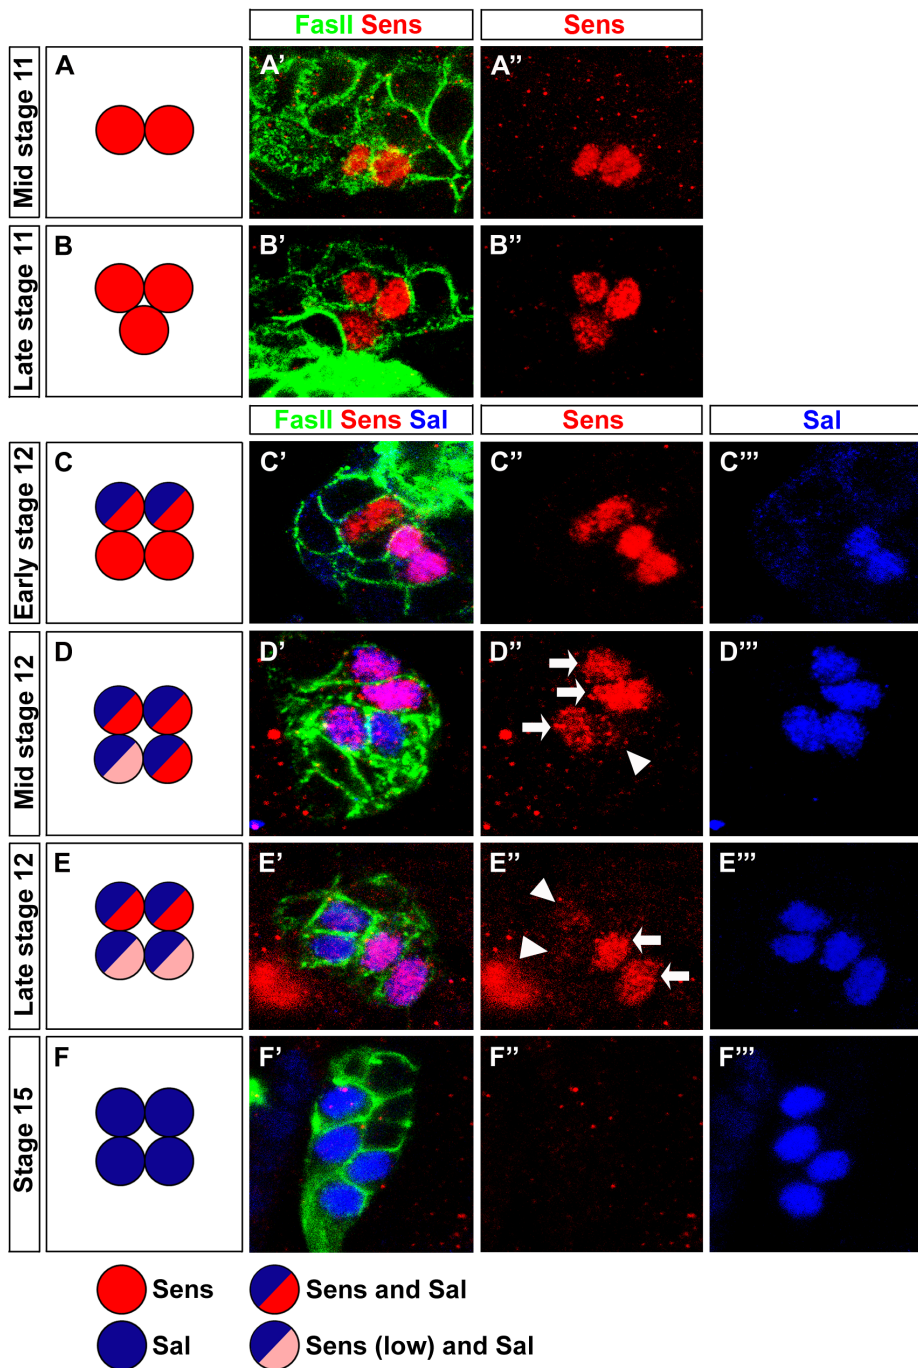 FasII Sens
Sens
Mid stage 11
A
A’
A’’
Late stage 11
B
B’
B’’
FasII Sens Sal
Sens
Sal
Early stage 12
C
C’
C’’
C’’’
Mid stage 12
D
D’
D’’
D’’’
Late stage 12
E
E’
E’’
E’’’
Stage 15
F
F’
F’’
F’’’
Sens
Sens and Sal
Sal
Sens (low) and Sal